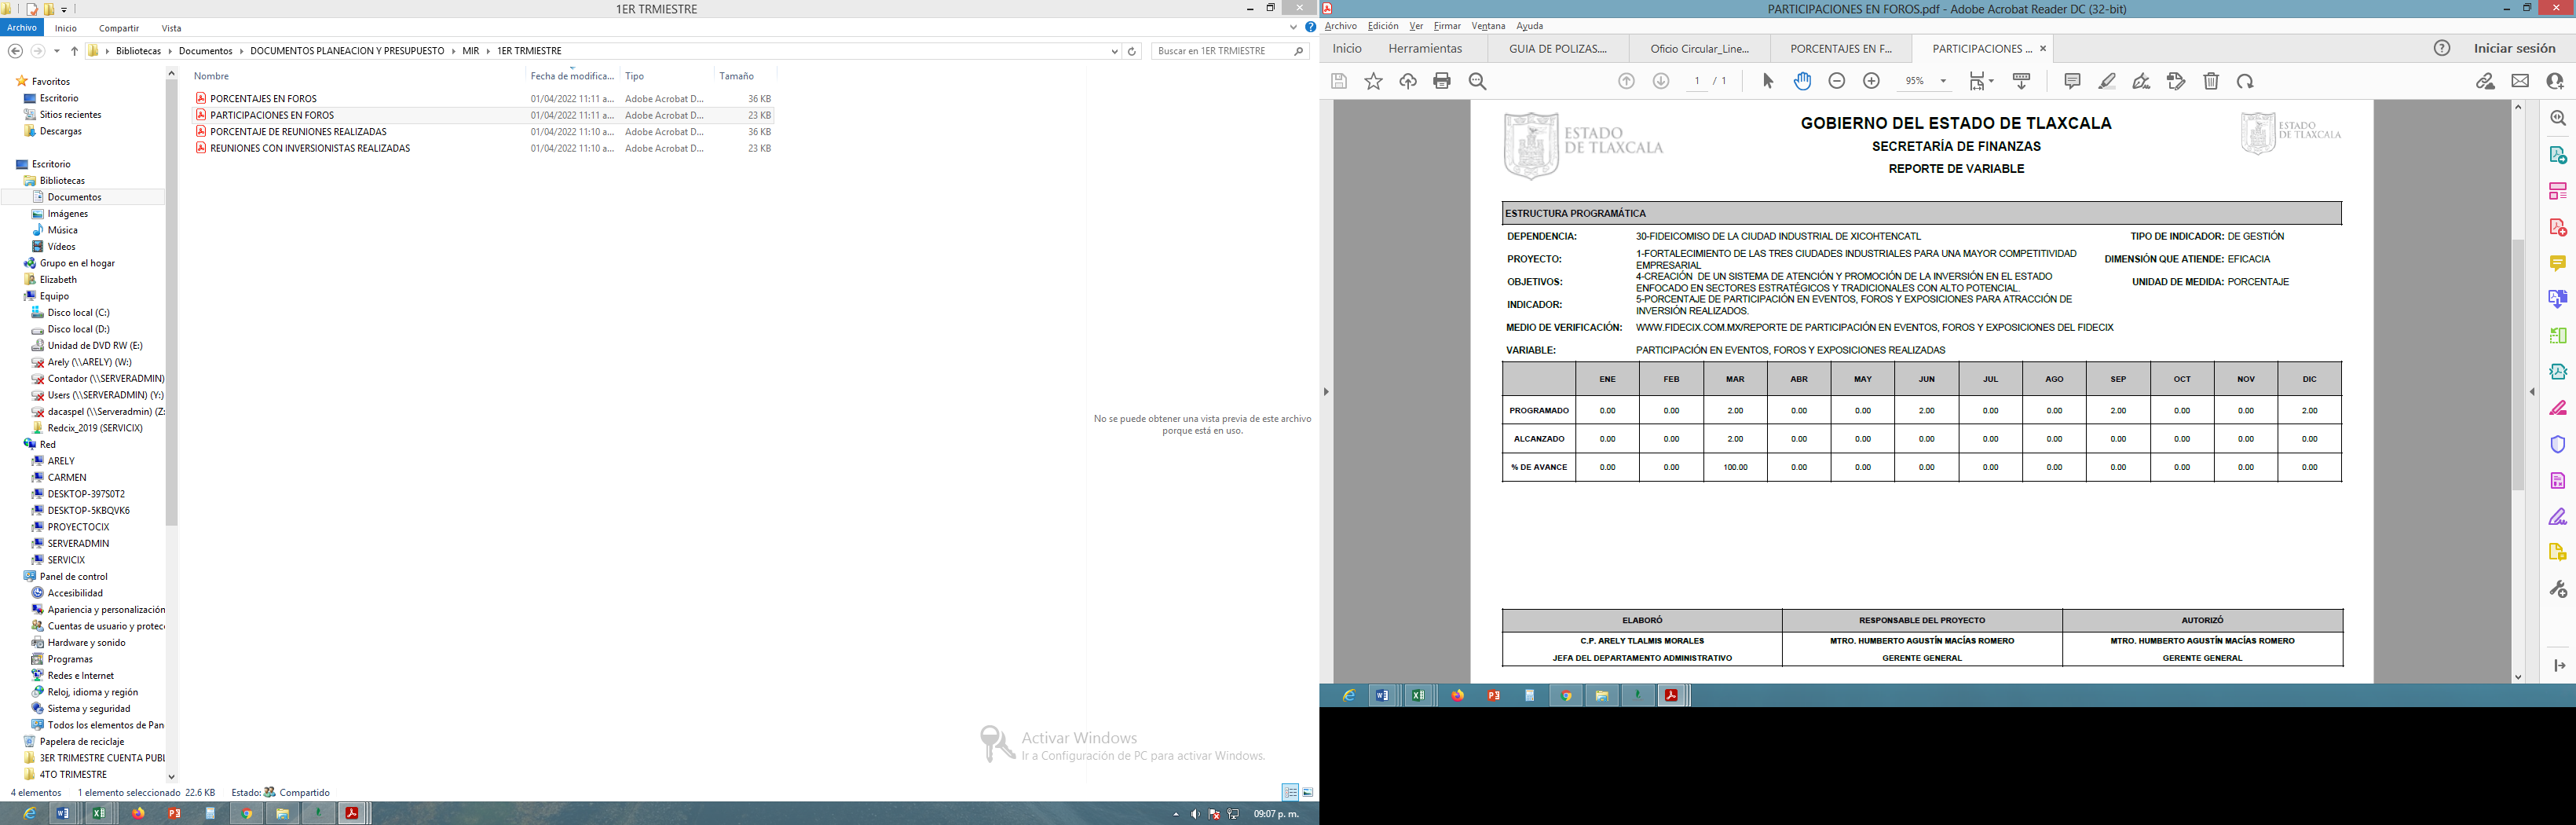 1ER TRMIESTRE
Archivo Inicio Compartir Vista
Bibliotecas Documentos DOCUMENTOS PLANEACION Y PRESUPUESTO MIR 1ER TRMIESTRE
Buscar en 1ER TRMIESTRE
Favoritos
Escritorio
Sitios recientes
Descargas
Escritorio
Bibliotecas
Documentos
Imágenes
Música
Vídeos
Grupo en el hogar
Elizabeth
Equipo
Disco local (C:)
Disco local (D:)
Unidad de DVD RW (E:)
Arely (\\ARELY) (W:)
Contador (\\SERVERADMIN)
Users (\\SERVERADMIN) (Y:)
dacaspel (\\Serveradmin) (Z:
Redcix_2019 (SERVICIX)
Red
ARELY
CARMEN
DESKTOP-397S0T2
DESKTOP-5KBQVK6
PROYECTOCIX
SERVERADMIN
SERVICIX
Panel de control
Accesibilidad
Apariencia y personalización
Cuentas de usuario y protec
Hardware y sonido
Programas
Redes e Internet
Reloj, idioma y región
Sistema y seguridad
Todos los elementos de Pan
Papelera de reciclaje
3ER TRIMESTRE CUENTA PUBL
4TO TRIMESTRE
Nombre Fecha de modifica... Tipo Tamaño
PORCENTAJES EN FOROS 01/04/2022 11:11 a... Adobe Acrobat D... 36 KB
PARTICIPACIONES EN FOROS 01/04/2022 11:11 a... Adobe Acrobat D... 23 KB
PORCENTAJE DE REUNIONES REALIZADAS 01/04/2022 11:10 a... Adobe Acrobat D... 36 KB
REUNIONES CON INVERSIONISTAS REALIZADAS 01/04/2022 11:10 a... Adobe Acrobat D... 23 KB
No se puede obtener una vista previa de este archivo
porque está en uso.
Activar Windows
Ir a Configuración de PC para activar Windows.
4 elementos 1 elemento seleccionado 22.6 KB Estado: Compartido
09:07 p. m.
PARTICIPACIONES EN FOROS.pdf - Adobe Acrobat Reader DC (32-bit)
Archivo Edición Ver Firmar Ventana Ayuda
Inicio Herramientas GUIA DE POLIZAS.... Oficio Circular_Line... PORCENTAJES EN F... PARTICIPACIONES ... × Iniciar sesión
1 / 1 95%
ESTADO
DE TLAXCALA
GOBIERNO DEL ESTADO DE TLAXCALA
SECRETARÍA DE FINANZAS
REPORTE DE VARIABLE
ESTADO
DE TLAXCALA
ESTRUCTURA PROGRAMÁTICA
DEPENDENCIA: 30-FIDEICOMISO DE LA CIUDAD INDUSTRIAL DE XICOHTENCATL TIPO DE INDICADOR: DE GESTIÓN
PROYECTO: 1-FORTALECIMIENTO DE LAS TRES CIUDADES INDUSTRIALES PARA UNA MAYOR COMPETITIVIDAD
EMPRESARIAL DIMENSIÓN QUE ATIENDE: EFICACIA
OBJETIVOS: 4-CREACIÓN DE UN SISTEMA DE ATENCIÓN Y PROMOCIÓN DE LA INVERSIÓN EN EL ESTADO
ENFOCADO EN SECTORES ESTRATÉGICOS Y TRADICIONALES CON ALTO POTENCIAL. UNIDAD DE MEDIDA: PORCENTAJE
INDICADOR: 5-PORCENTAJE DE PARTICIPACIÓN EN EVENTOS, FOROS Y EXPOSICIONES PARA ATRACCIÓN DE
INVERSIÓN REALIZADOS.
MEDIO DE VERIFICACIÓN: WWW.FIDECIX.COM.MX/REPORTE DE PARTICIPACIÓN EN EVENTOS, FOROS Y EXPOSICIONES DEL FIDECIX
VARIABLE: PARTICIPACIÓN EN EVENTOS, FOROS Y EXPOSICIONES REALIZADAS
ENE FEB MAR ABR MAY JUN JUL AGO SEP OCT NOV DIC
PROGRAMADO 0.00 0.00 2.00 0.00 0.00 2.00 0.00 0.00 2.00 0.00 0.00 2.00
ALCANZADO 0.00 0.00 2.00 0.00 0.00 0.00 0.00 0.00 0.00 0.00 0.00 0.00
% DE AVANCE 0.00 0.00 100.00 0.00 0.00 0.00 0.00 0.00 0.00 0.00 0.00 0.00
ELABORÓ RESPONSABLE DEL PROYECTO AUTORIZÓ
C.P. ARELY TLALMIS MORALES MTRO. HUMBERTO AGUSTÍN MACÍAS ROMERO MTRO. HUMBERTO AGUSTÍN MACÍAS ROMERO
JEFA DEL DEPARTAMENTO ADMINISTRATIVO GERENTE GENERAL GERENTE GENERAL